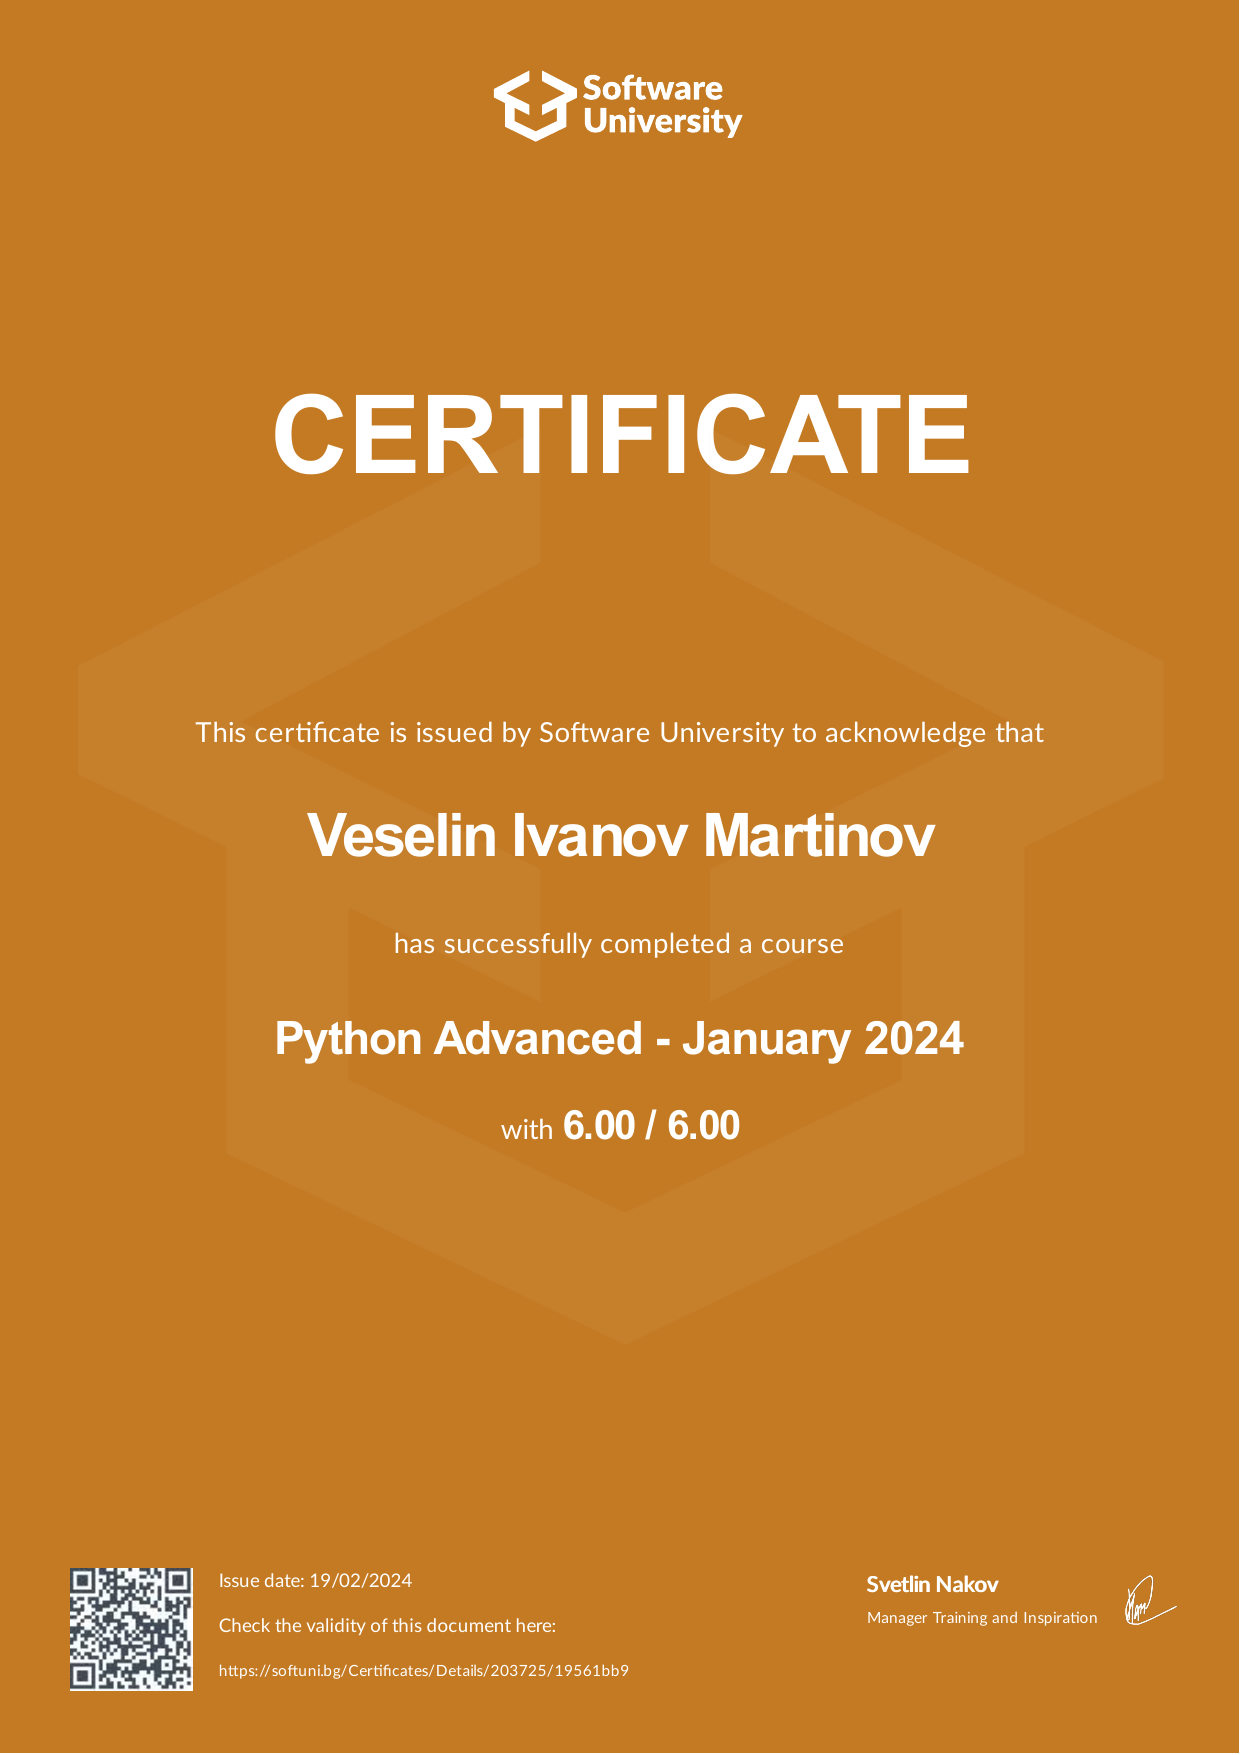 Software
University
CERTIFICATE
This certificate is issued by Software University to acknowledge that
Veselin Ivanov Martinov
has successfully completed a course
Python Advanced - January 2024
with 6.00 / 6.00
Issue date: 19/02/2024
Check the validity of this document here:
https://softuni.bg/Certificates/Details/203725/19561bb9
Svetlin Nakov
Manager Training and Inspiration